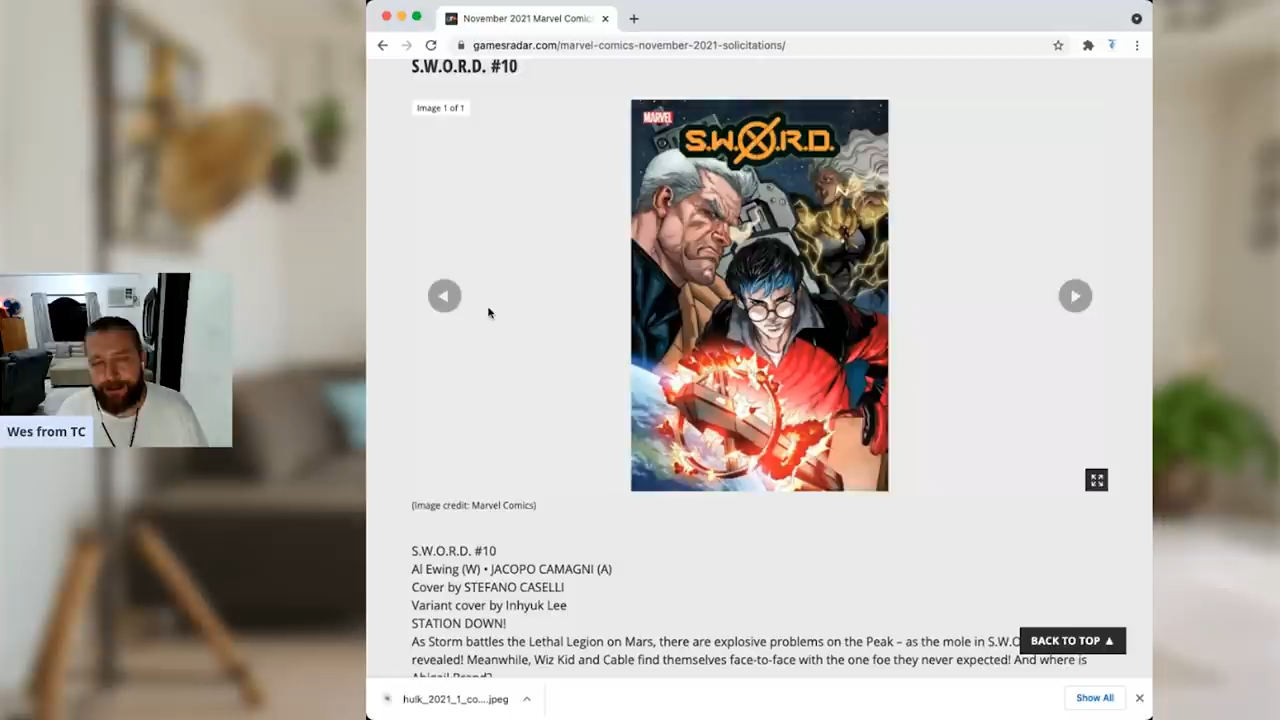 November 2021 Marvel Comic
gamesradar.com/marvel-comics-november-2021-solicitations/
S.W.O.R.D. #10
Image 1 of 1
MARVEL
S.W.O.R.D.
Wes from TC
(Image credit: Marvel Comics)
S.W.O.R.D. #10
Al Ewing (W) • JACOPO CAMAGNI (A)
Cover by STEFANO CASELLI
Variant cover by Inhyuk Lee
STATION DOWN!
As Storm battles the Lethal Legion on Mars, there are explosive problems on the Peak – as the mole in S.W.O
BACK TO TOP ▲
revealed! Meanwhile, Wiz Kid and Cable find themselves face-to-face with the one foe they never expected! And where is
Abigail Brand?
hulk_2021_1_co....jpeg
Show All